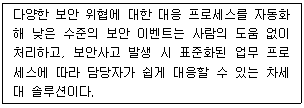 다양한 보안 위협에 대한 대응 프로세스를 자동화
해 낮은 수준의 보안 이벤트는 사람의 도움 없이
처리하고, 보안사고 발생 시 표준화된 업무 프로
세스에 따라 담당자가 쉽게 대응할 수 있는 차세
대 솔루션이다.